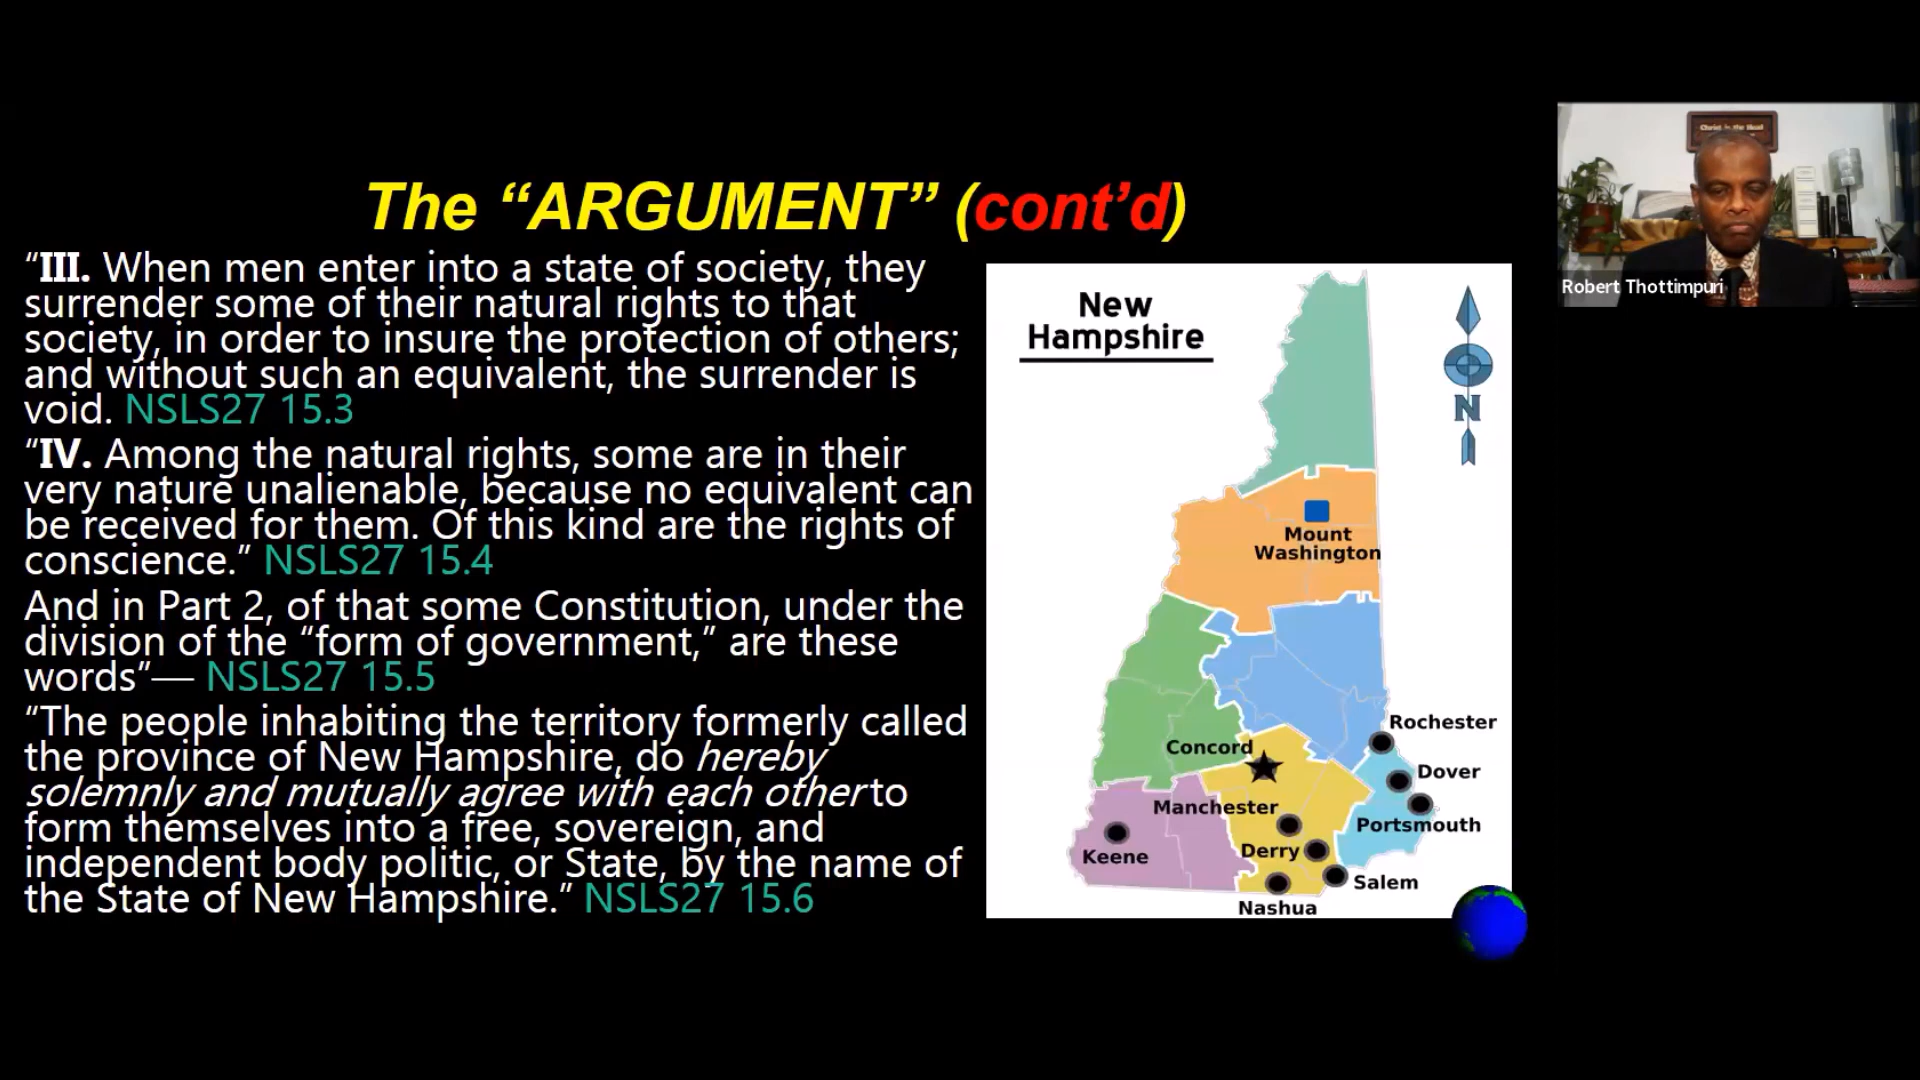 The “ARGUMENT” (cont’d)
“III. When men enter into a state of society, they
surrender some of their natural rights to that
society, in order to insure the protection of others;
and without such an equivalent, the surrender is
void. NSLS27 15.3
“IV. Among the natural rights, some are in their
very nature unalienable, because no equivalent can
be received for them. Of this kind are the rights of
conscience.” NSLS27 15.4
And in Part 2, of that some Constitution, under the
division of the “form of government,” are these
words”— NSLS27 15.5
“The people inhabiting the territory formerly called
the province of New Hampshire, do hereby
solemnly and mutually agree with each other to
form themselves into a free, sovereign, and
independent body politic, or State, by the name of
the State of New Hampshire.” NSLS27 15.6
New
Hampshire
N
Mount
Washington
Rochester
Concord
Dover
Manchester
Portsmouth
Derry
Keene
Salem
Nashua
Christ is the Head
Robert Thottimpuri